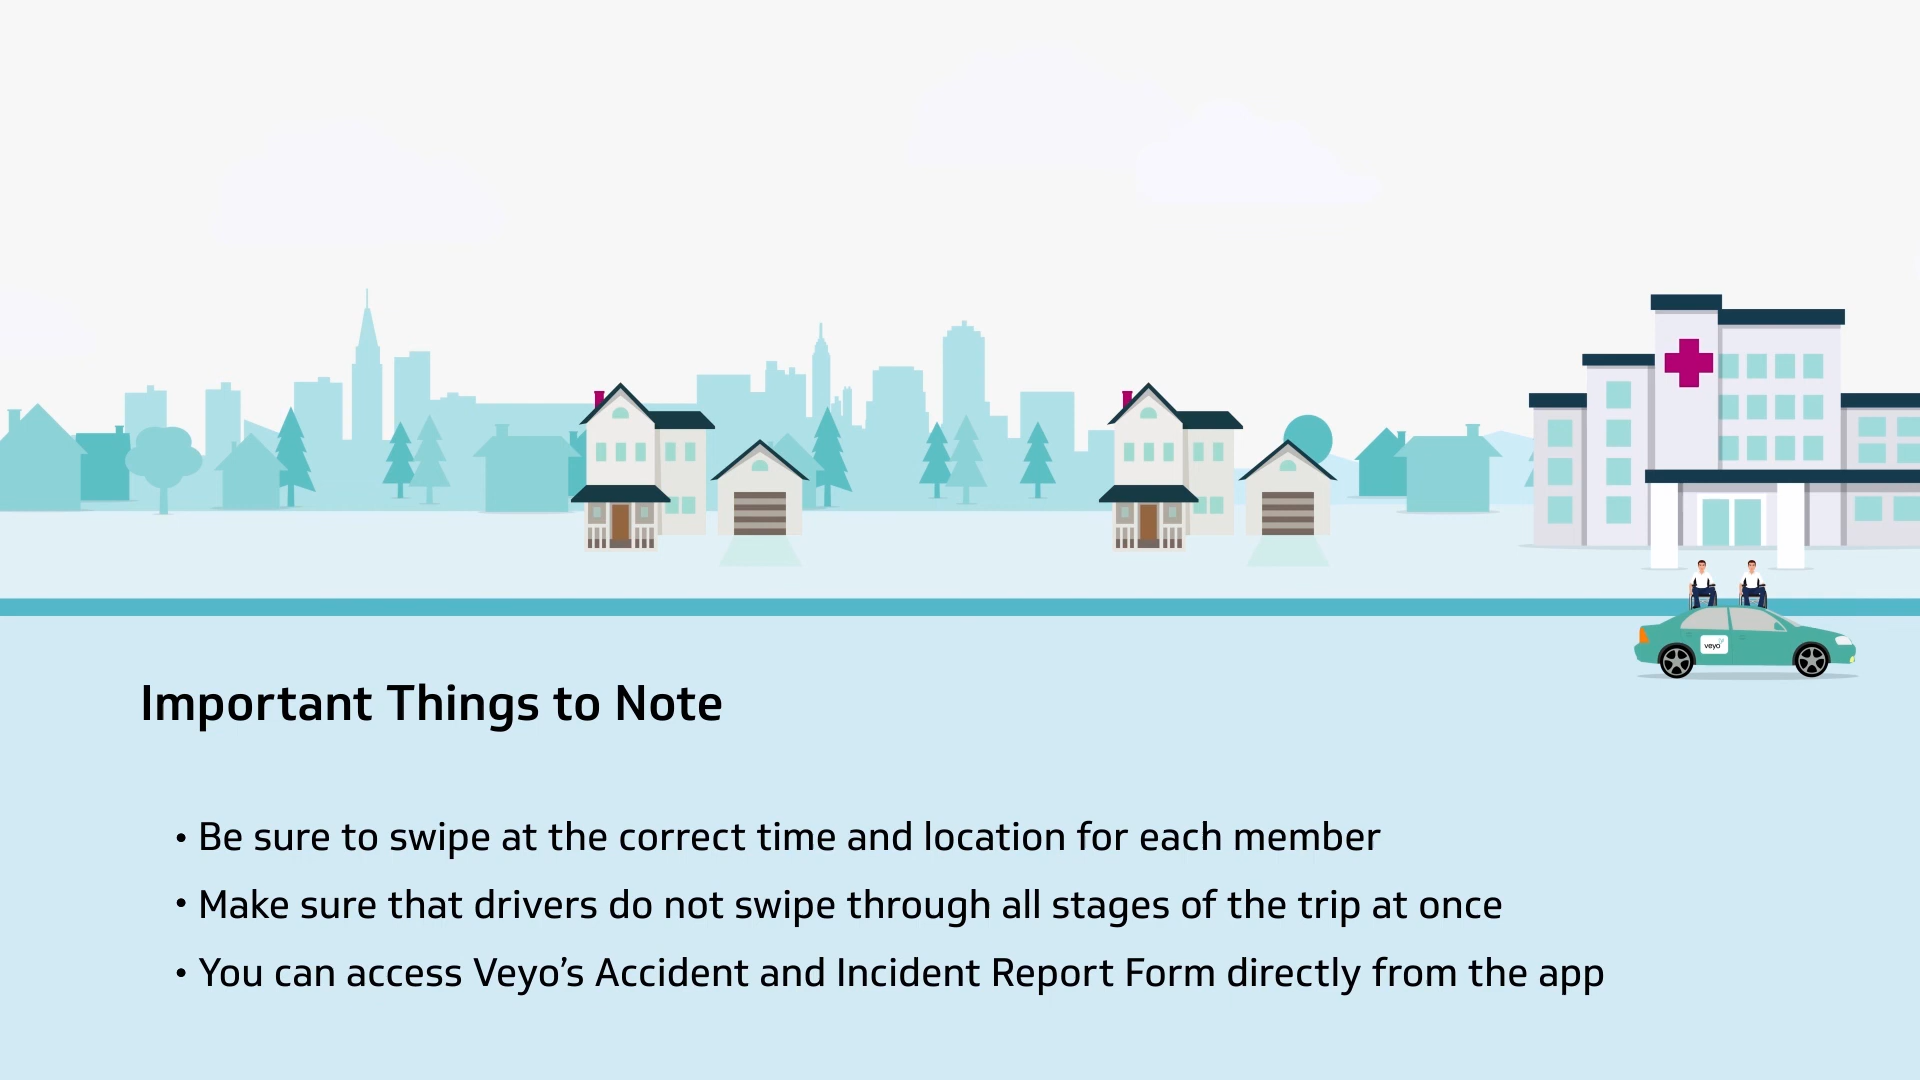 veyo
Important Things to Note
• Be sure to swipe at the correct time and location for each member
• Make sure that drivers do not swipe through all stages of the trip at once
• You can access Veyo’s Accident and Incident Report Form directly from the app